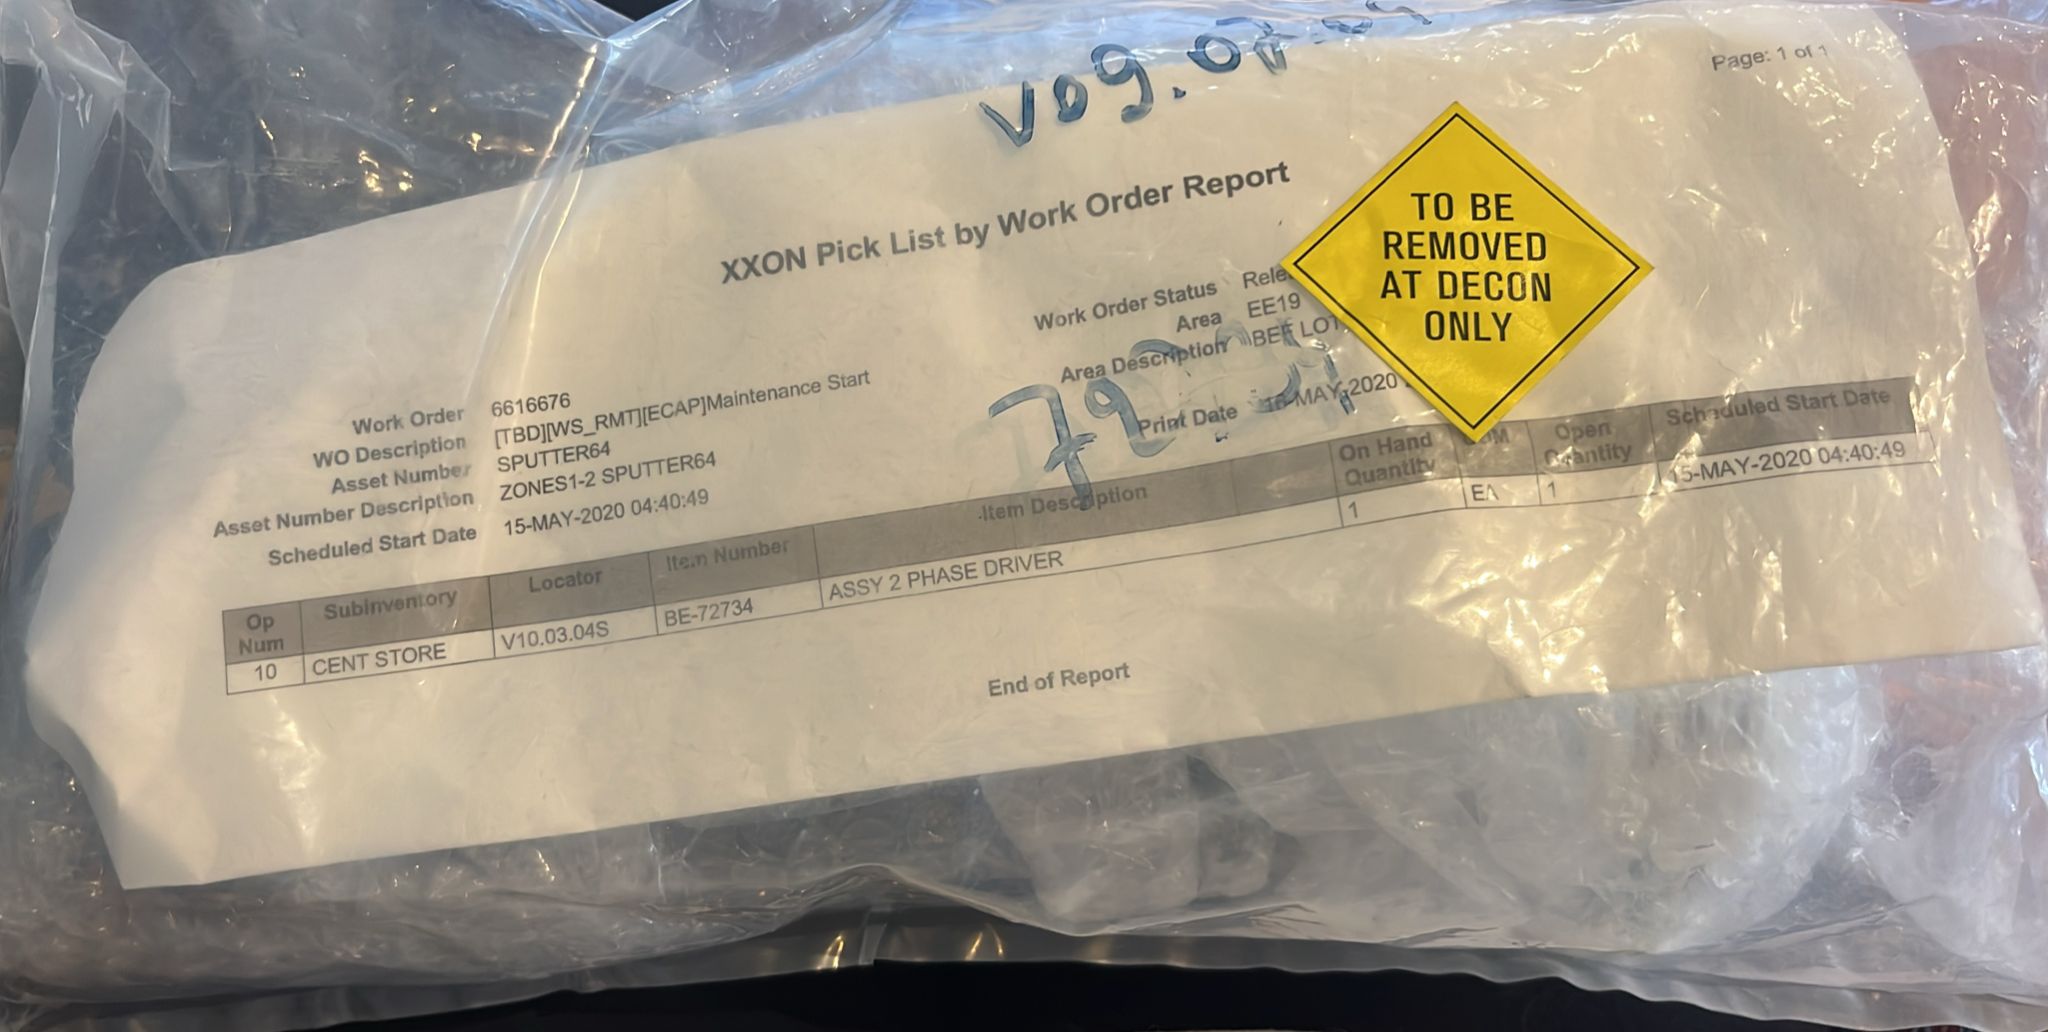 Page: 1 of 1
XXON Pick List by Work Order Report
TO BE
REMOVED
AT DECON
ONLY
Work Order Status
Area EE19
Area Description
Print Date MAY-2020
Work Order 6616676
WO Description [TBD][WS_RMT][ECAP]Maintenance Start
Asset Number SPUTTER64
Asset Number Description ZONES1-2 SPUTTER64
Scheduled Start Date 15-MAY-2020 04:40:49
Op Num Subinventory Locator Item Number Item Description On Hand Quantity Open Quantity Scheduled Start Date
10 CENT STORE V10.03.04S BE-72734 ASSY 2 PHASE DRIVER 1 EA 1 15-MAY-2020 04:40:49
End of Report